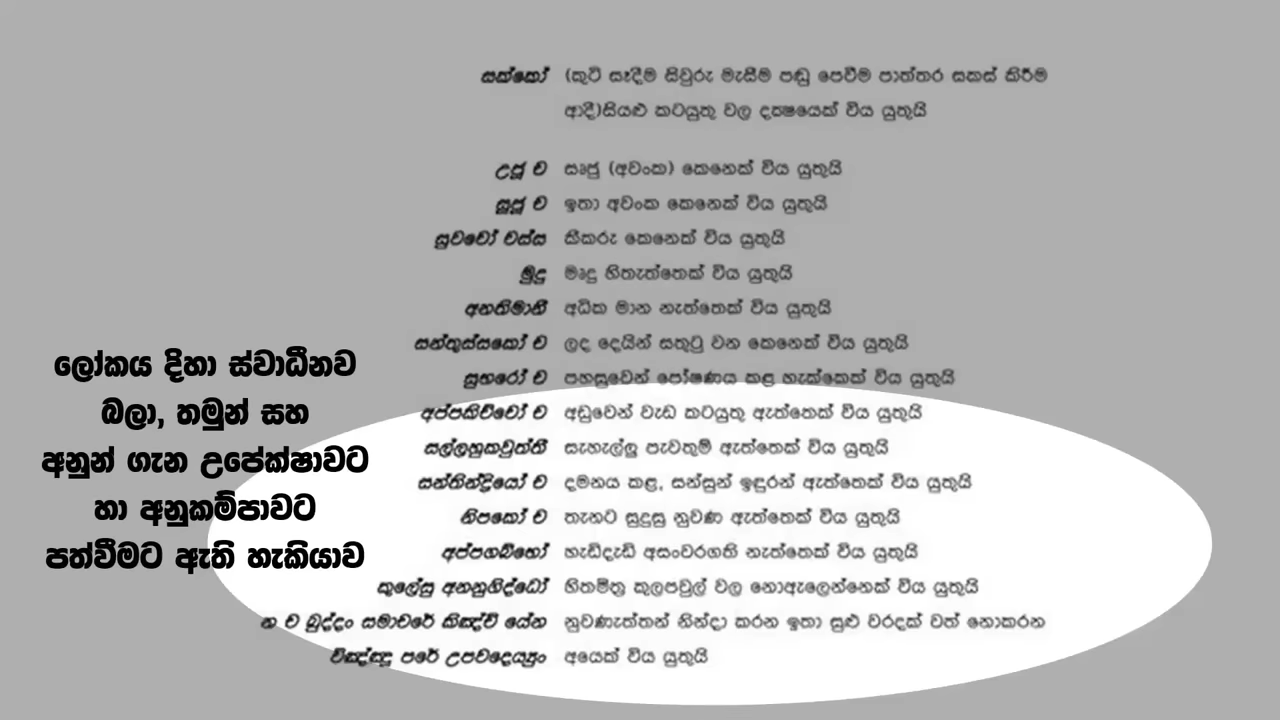 සක්කෝ (කුටි සෑදීම සිවුරු මැසීම පඬු පෙවීම පාත්තර සකස් කිරීම
ආදී)සියළු කටයුතු වල දක්‍ෂයෙක් විය යුතුයි
උජූ ච සෘජු (අවංක) කෙනෙක් විය යුතුයි
සූජූ ච ඉතා අවංක කෙනෙක් විය යුතුයි
සුවචෝ චස්ස කීකරු කෙනෙක් විය යුතුයි
මුදු මෘදු හිතැත්තෙක් විය යුතුයි
අනතිමානී අධික මාන නැත්තෙක් විය යුතුයි
සන්තුස්සකෝ ච ලද දෙයින් සතුටු වන කෙනෙක් විය යුතුයි
සුභරෝ ච පහසුවෙන් පෝෂණය කළ හැක්කෙක් විය යුතුයි
අප්පකිච්චෝ ච අඩුවෙන් වැඩ කටයුතු ඇත්තෙක් විය යුතුයි
සල්ලහුකවුත්තී සැහැල්ලූ පැවතුම් ඇත්තෙක් විය යුතුයි
සන්තින්ද්‍රියෝ ච දමනය කළ, සන්සුන් ඉඳුරන් ඇත්තෙක් විය යුතුයි
නිපකෝ ච තැනට සුදුසු නුවණ ඇත්තෙක් විය යුතුයි
අප්පගබ්භෝ හැඩිදැඩි අසංවරගති නැත්තෙක් විය යුතුයි
කුලේසු අනනුගිද්ධෝ හිතමිත්‍ර කුලපවුල් වල නොඇලෙන්නෙක් විය යුතුයි
න ච ඛුද්දං සමාචරේ කිඤ්චි යේන නුවණැත්තන් නින්දා කරන ඉතා සුළු වරදක් වත් නොකරන
විඤ්ඤූ පරේ උපවදෙය්‍යුං අයෙක් විය යුතුයි
ලෝකය දිහා ස්වාධීනව
බලා, තමුන් සහ
අනුන් ගැන උපේක්ෂාවට
හා අනුකම්පාවට
පත්වීමට ඇති හැකියාව